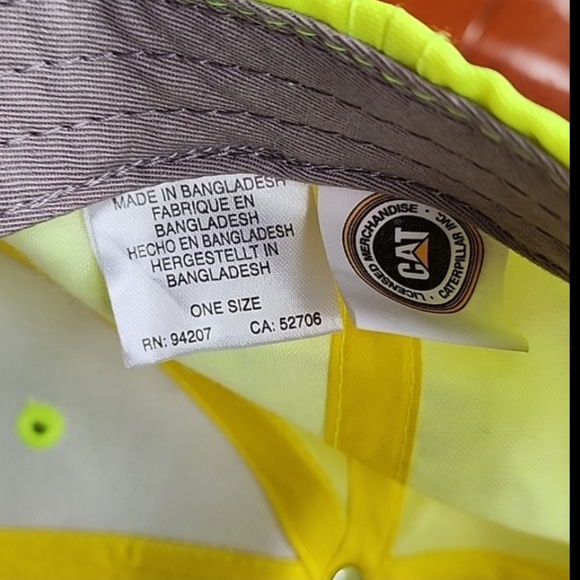 MADE IN BANGLADESH
FABRIQUE EN
BANGLADESH
HECHO EN BANGLADESH
HERGESTELLT IN
BANGLADESH
ONE SIZE
RN: 94207 CA: 52706
LICENSED MERCHANDISE · CATERPILLAR INC. ·
CAT